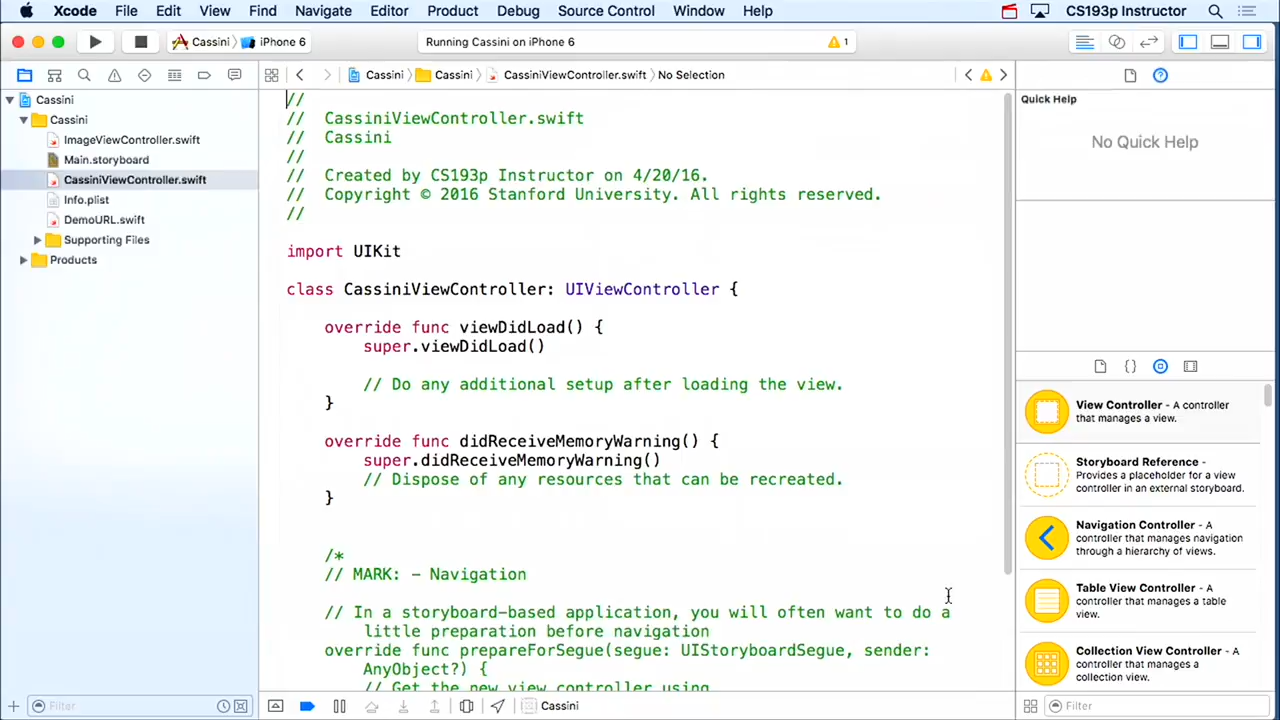 Xcode File Edit View Find Navigate Editor Product Debug Source Control Window Help CS193p Instructor
Cassini iPhone 6 Running Cassini on iPhone 6 1
Cassini Cassini CassiniViewController.swift No Selection
Cassini
Cassini
ImageViewController.swift
Main.storyboard
CassiniViewController.swift
Info.plist
DemoURL.swift
Supporting Files
Products
//
// CassiniViewController.swift
// Cassini
//
// Created by CS193p Instructor on 4/20/16.
// Copyright © 2016 Stanford University. All rights reserved.
//
import UIKit
class CassiniViewController: UIViewController {
override func viewDidLoad() {
super.viewDidLoad()
// Do any additional setup after loading the view.
}
override func didReceiveMemoryWarning() {
super.didReceiveMemoryWarning()
// Dispose of any resources that can be recreated.
}
/*
// MARK: - Navigation
// In a storyboard-based application, you will often want to do a
little preparation before navigation
override func prepareForSegue(segue: UIStoryboardSegue, sender:
AnyObject?) {
// Get the new view controller using
Quick Help
No Quick Help
View Controller - A controller
that manages a view.
Storyboard Reference -
Provides a placeholder for a view
controller in an external storyboard.
Navigation Controller - A
controller that manages navigation
through a hierarchy of views.
Table View Controller - A
controller that manages a table
view.
Collection View Controller - A
controller that manages a
collection view.
Filter
Cassini
Filter